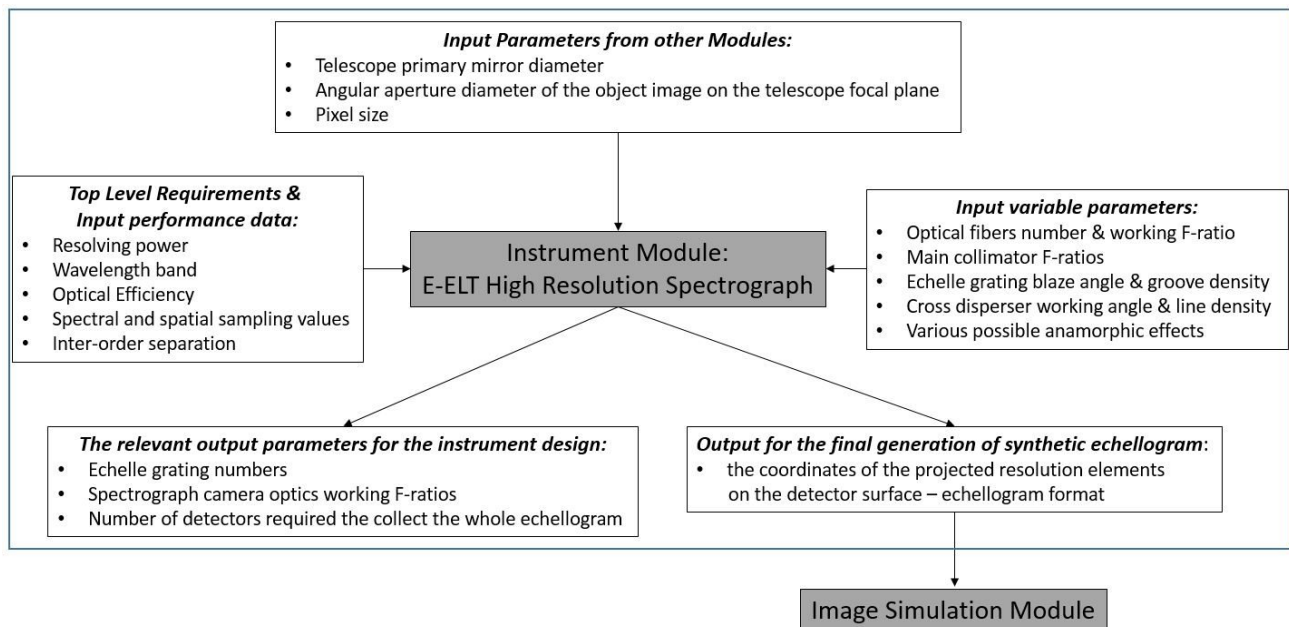 Input Parameters from other Modules:
• Telescope primary mirror diameter
• Angular aperture diameter of the object image on the telescope focal plane
• Pixel size
Top Level Requirements &
Input performance data:
• Resolving power
• Wavelength band
• Optical Efficiency
• Spectral and spatial sampling values
• Inter-order separation
Instrument Module:
E-ELT High Resolution Spectrograph
Input variable parameters:
• Optical fibers number & working F-ratio
• Main collimator F-ratios
• Echelle grating blaze angle & groove density
• Cross disperser working angle & line density
• Various possible anamorphic effects
The relevant output parameters for the instrument design:
• Echelle grating numbers
• Spectrograph camera optics working F-ratios
• Number of detectors required the collect the whole echellogram
Output for the final generation of synthetic echellogram:
• the coordinates of the projected resolution elements
on the detector surface – echellogram format
Image Simulation Module